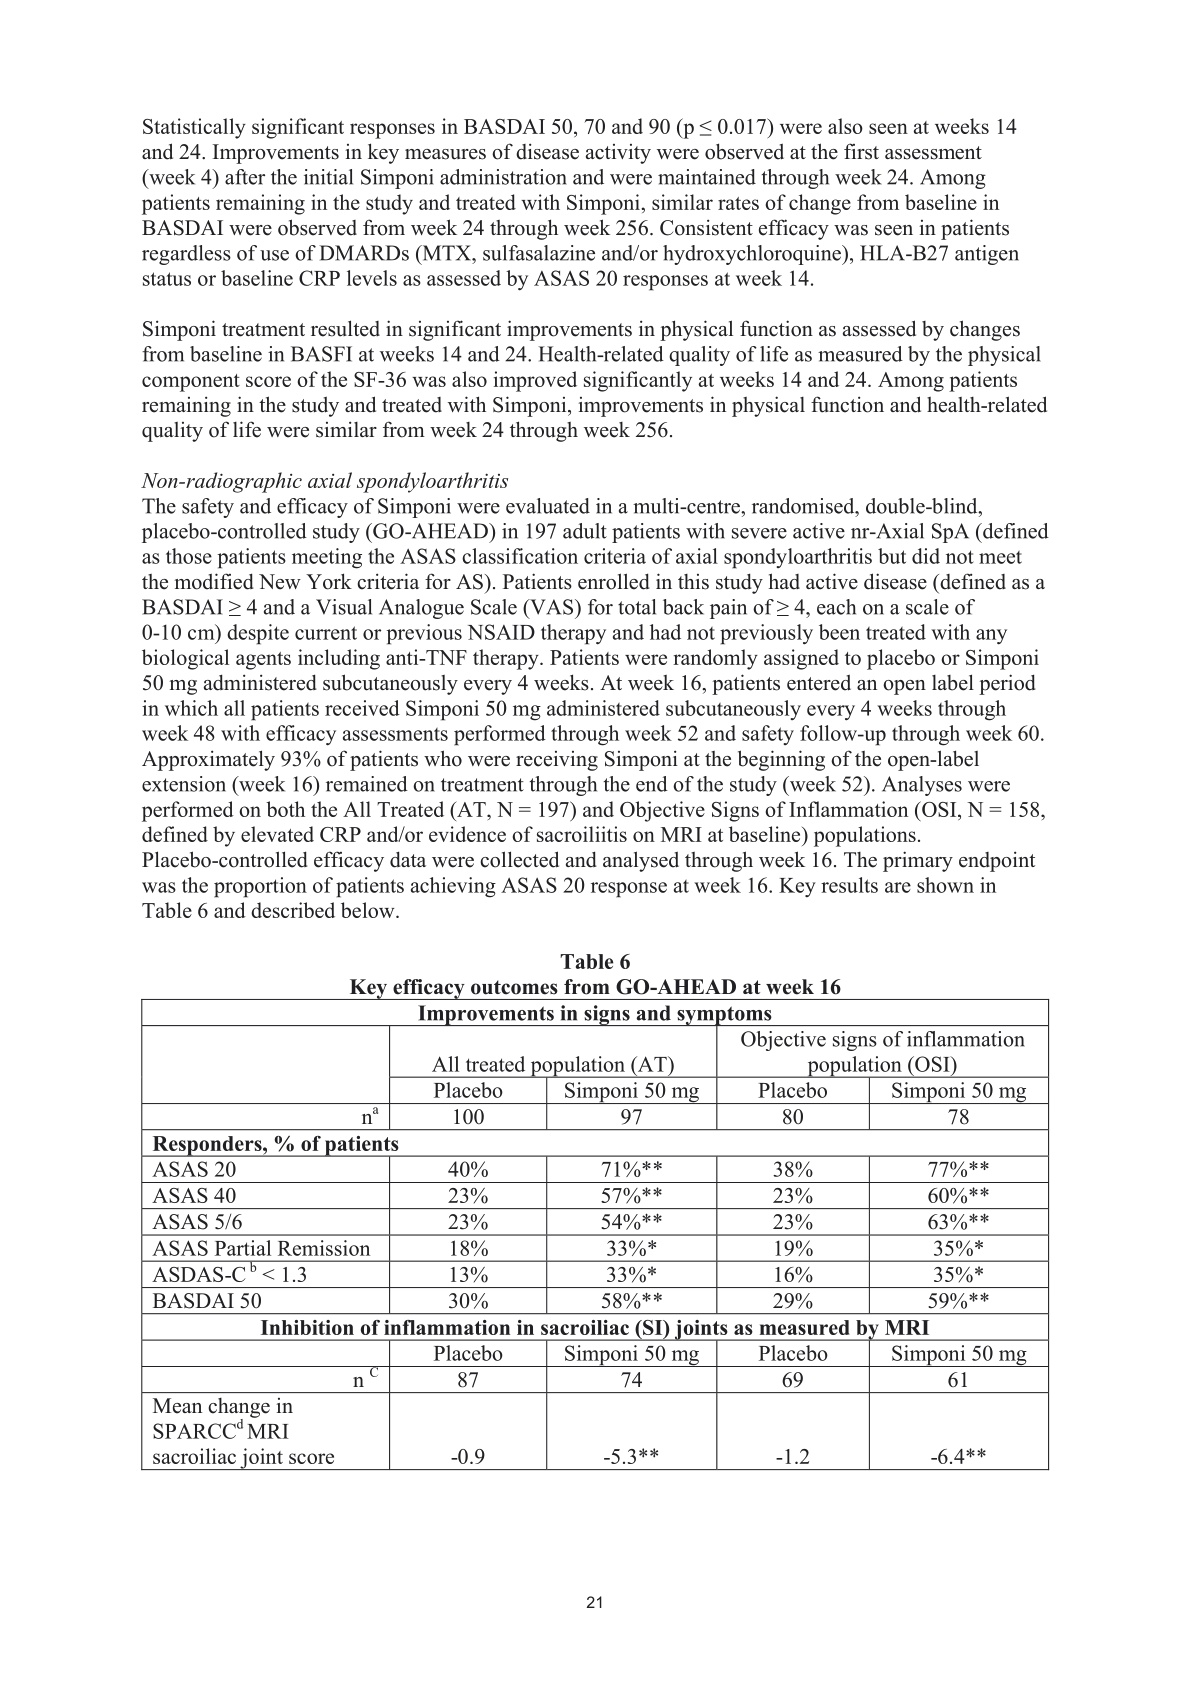 Statistically significant responses in BASDAI 50, 70 and 90 (p ≤ 0.017) were also seen at weeks 14
and 24. Improvements in key measures of disease activity were observed at the first assessment
(week 4) after the initial Simponi administration and were maintained through week 24. Among
patients remaining in the study and treated with Simponi, similar rates of change from baseline in
BASDAI were observed from week 24 through week 256. Consistent efficacy was seen in patients
regardless of use of DMARDs (MTX, sulfasalazine and/or hydroxychloroquine), HLA-B27 antigen
status or baseline CRP levels as assessed by ASAS 20 responses at week 14.
Simponi treatment resulted in significant improvements in physical function as assessed by changes
from baseline in BASFI at weeks 14 and 24. Health-related quality of life as measured by the physical
component score of the SF-36 was also improved significantly at weeks 14 and 24. Among patients
remaining in the study and treated with Simponi, improvements in physical function and health-related
quality of life were similar from week 24 through week 256.
Non-radiographic axial spondyloarthritis
The safety and efficacy of Simponi were evaluated in a multi-centre, randomised, double-blind,
placebo-controlled study (GO-AHEAD) in 197 adult patients with severe active nr-Axial SpA (defined
as those patients meeting the ASAS classification criteria of axial spondyloarthritis but did not meet
the modified New York criteria for AS). Patients enrolled in this study had active disease (defined as a
BASDAI ≥ 4 and a Visual Analogue Scale (VAS) for total back pain of ≥ 4, each on a scale of
0-10 cm) despite current or previous NSAID therapy and had not previously been treated with any
biological agents including anti-TNF therapy. Patients were randomly assigned to placebo or Simponi
50 mg administered subcutaneously every 4 weeks. At week 16, patients entered an open label period
in which all patients received Simponi 50 mg administered subcutaneously every 4 weeks through
week 48 with efficacy assessments performed through week 52 and safety follow-up through week 60.
Approximately 93% of patients who were receiving Simponi at the beginning of the open-label
extension (week 16) remained on treatment through the end of the study (week 52). Analyses were
performed on both the All Treated (AT, N = 197) and Objective Signs of Inflammation (OSI, N = 158,
defined by elevated CRP and/or evidence of sacroiliitis on MRI at baseline) populations.
Placebo-controlled efficacy data were collected and analysed through week 16. The primary endpoint
was the proportion of patients achieving ASAS 20 response at week 16. Key results are shown in
Table 6 and described below.
Table 6
Key efficacy outcomes from GO-AHEAD at week 16
Improvements in signs and symptoms
All treated population (AT) Objective signs of inflammation
population (OSI)
Placebo Simponi 50 mg Placebo Simponi 50 mg
n^a 100 97 80 78
Responders, % of patients
ASAS 20 40% 71%** 38% 77%**
ASAS 40 23% 57%** 23% 60%**
ASAS 5/6 23% 54%** 23% 63%**
ASAS Partial Remission 18% 33%* 19% 35%*
ASDAS-C ^b < 1.3 13% 33%* 16% 35%*
BASDAI 50 30% 58%** 29% 59%**
Inhibition of inflammation in sacroiliac (SI) joints as measured by MRI
Placebo Simponi 50 mg Placebo Simponi 50 mg
n ^C 87 74 69 61
Mean change in
SPARCC^d MRI
sacroiliac joint score -0.9 -5.3** -1.2 -6.4**
21